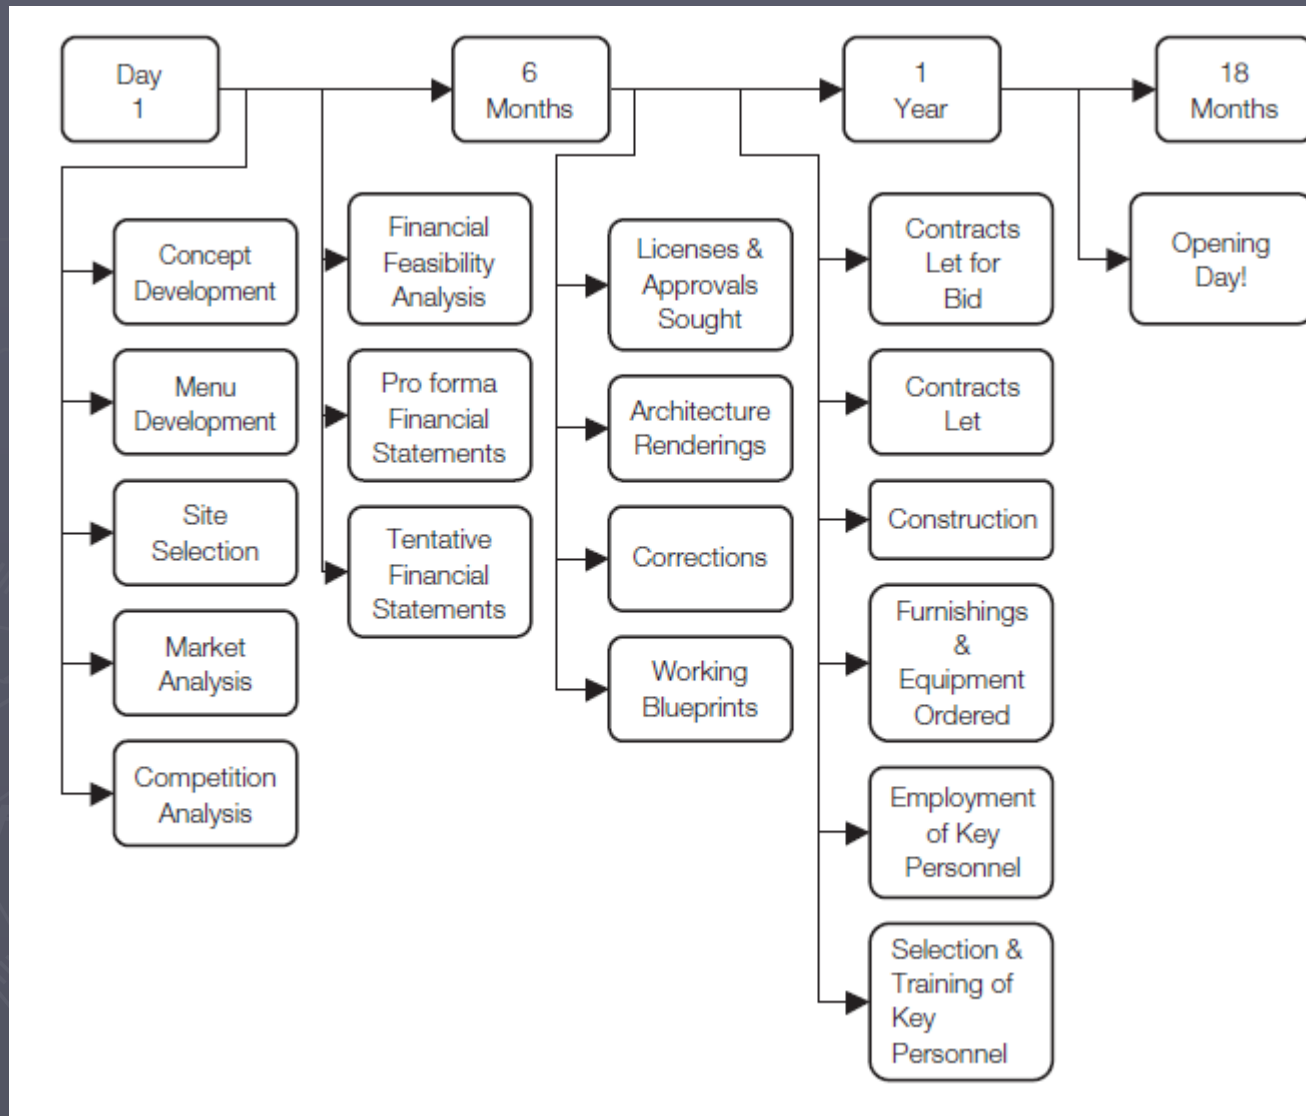 Day
1
6
Months
1
Year
18
Months
Concept
Development
Menu
Development
Site
Selection
Market
Analysis
Competition
Analysis
Financial
Feasibility
Analysis
Pro forma
Financial
Statements
Tentative
Financial
Statements
Licenses &
Approvals
Sought
Architecture
Renderings
Corrections
Working
Blueprints
Contracts
Let for
Bid
Contracts
Let
Construction
Furnishings
&
Equipment
Ordered
Employment
of Key
Personnel
Selection &
Training of
Key
Personnel
Opening
Day!